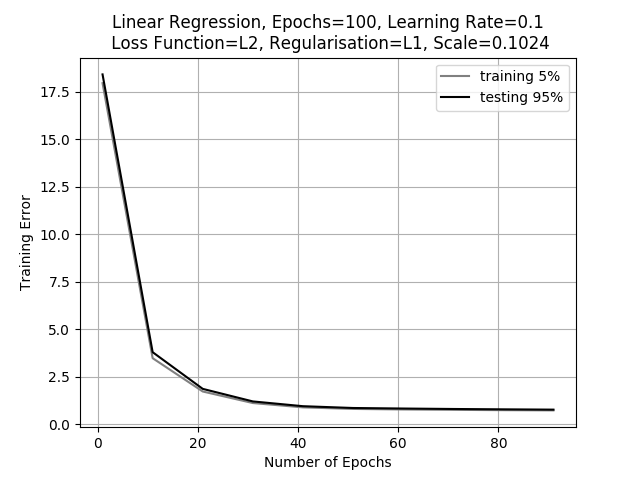 Linear Regression, Epochs=100, Learning Rate=0.1
Loss Function=L2, Regularisation=L1, Scale=0.1024
training 5%
testing 95%
Training Error
17.5
15.0
12.5
10.0
7.5
5.0
2.5
0.0
0 20 40 60 80
Number of Epochs